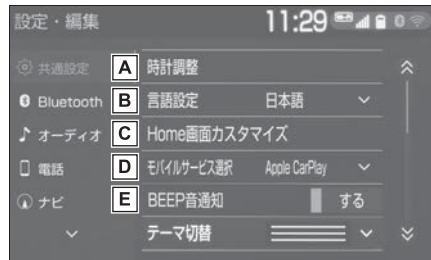 設定・編集 11:29
共通設定 A 時計調整
Bluetooth B 言語設定 日本語
オーディオ C Home画面カスタマイズ
電話 D モバイルサービス選択 Apple CarPlay
ナビ E BEEP音通知 する
テーマ切替